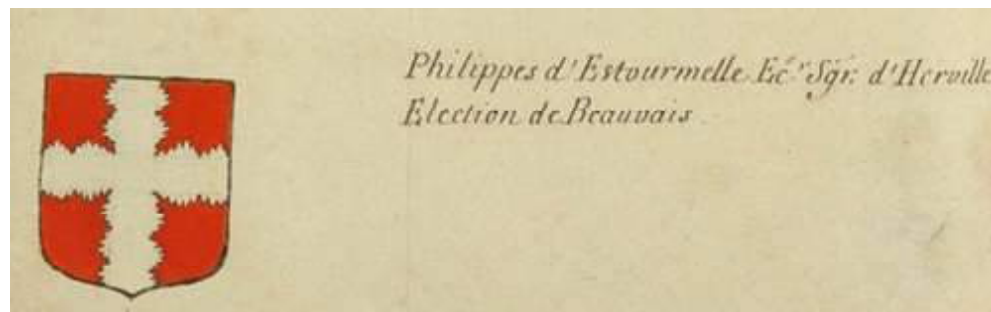 Philippes d'Estourmelle Ec.r Sgr. d'Herville
Election de Beauvais.